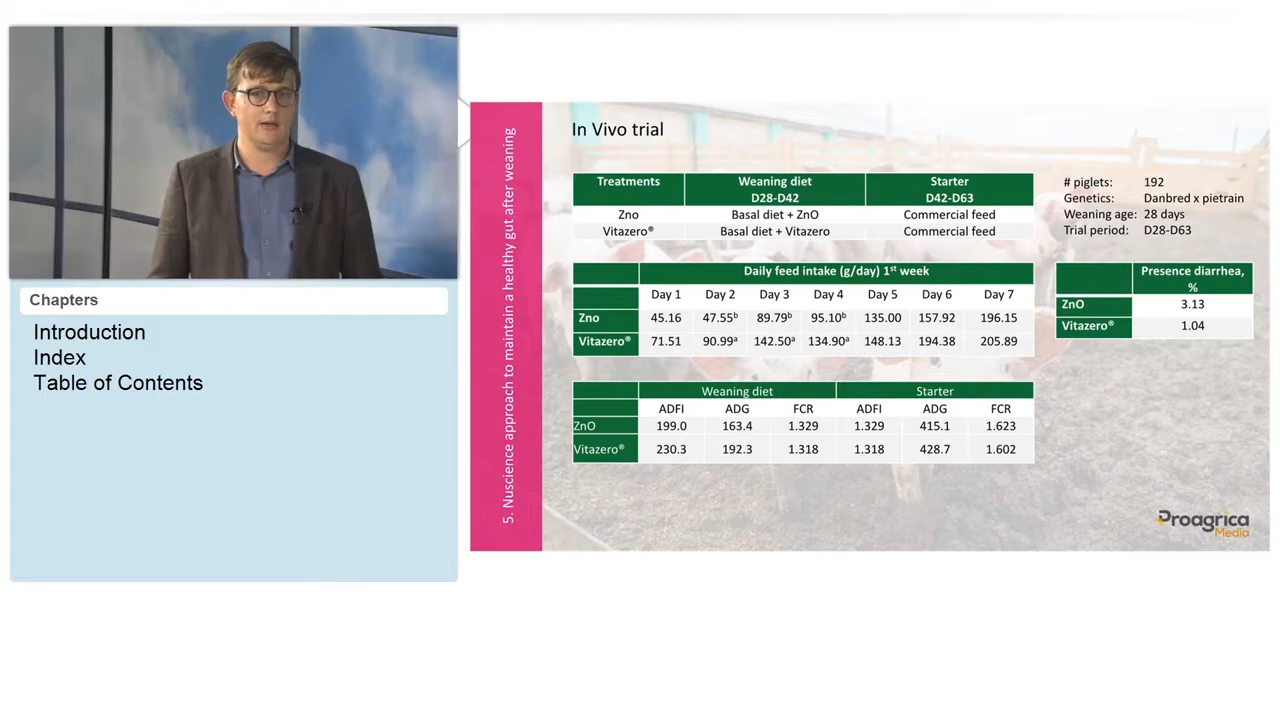 Chapters
Introduction
Index
Table of Contents
5. Nuscience approach to maintain a healthy gut after weaning
In Vivo trial
Treatments Weaning diet D28-D42 Starter D42-D63
Zno Basal diet + ZnO Commercial feed
Vitazero® Basal diet + Vitazero Commercial feed
# piglets: 192
Genetics: Danbred x pietrain
Weaning age: 28 days
Trial period: D28-D63
Daily feed intake (g/day) 1st week
Day 1 Day 2 Day 3 Day 4 Day 5 Day 6 Day 7
Zno 45.16 47.55ᵇ 89.79ᵇ 95.10ᵇ 135.00 157.92 196.15
Vitazero® 71.51 90.99ᵃ 142.50ᵃ 134.90ᵃ 148.13 194.38 205.89
Presence diarrhea,
%
ZnO 3.13
Vitazero® 1.04
Weaning diet Starter
ADFI ADG FCR ADFI ADG FCR
ZnO 199.0 163.4 1.329 1.329 415.1 1.623
Vitazero® 230.3 192.3 1.318 1.318 428.7 1.602
Proagrica
Media